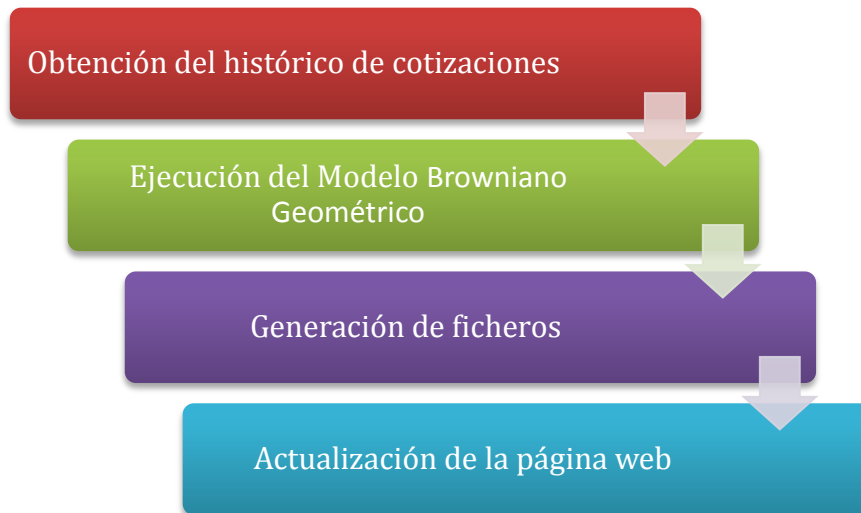 Obtención del histórico de cotizaciones
Ejecución del Modelo Browniano
Geométrico
Generación de ficheros
Actualización de la página web